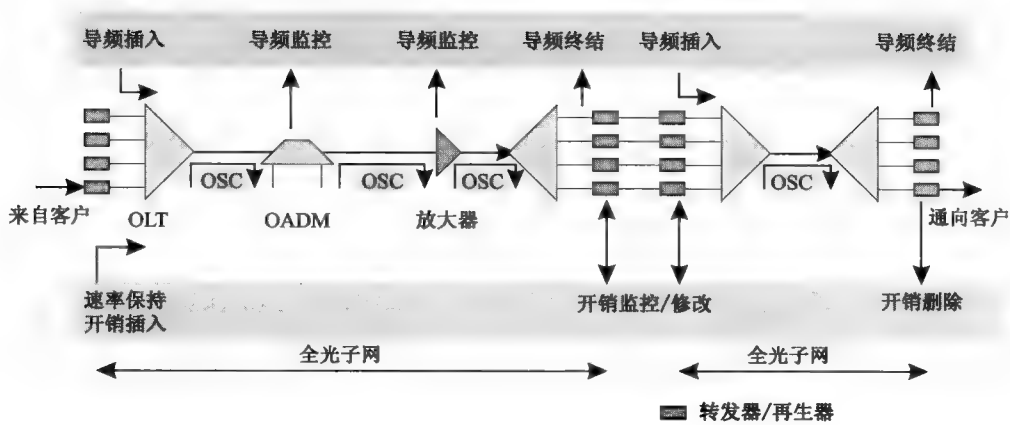 导频插入 导频监控 导频监控 导频终结 导频插入 导频终结
OSC OSC OSC OSC
来自客户 OLT OADM 放大器 通向客户
速率保持
开销插入
开销监控/修改 开销删除
全光子网 全光子网
转发器/再生器